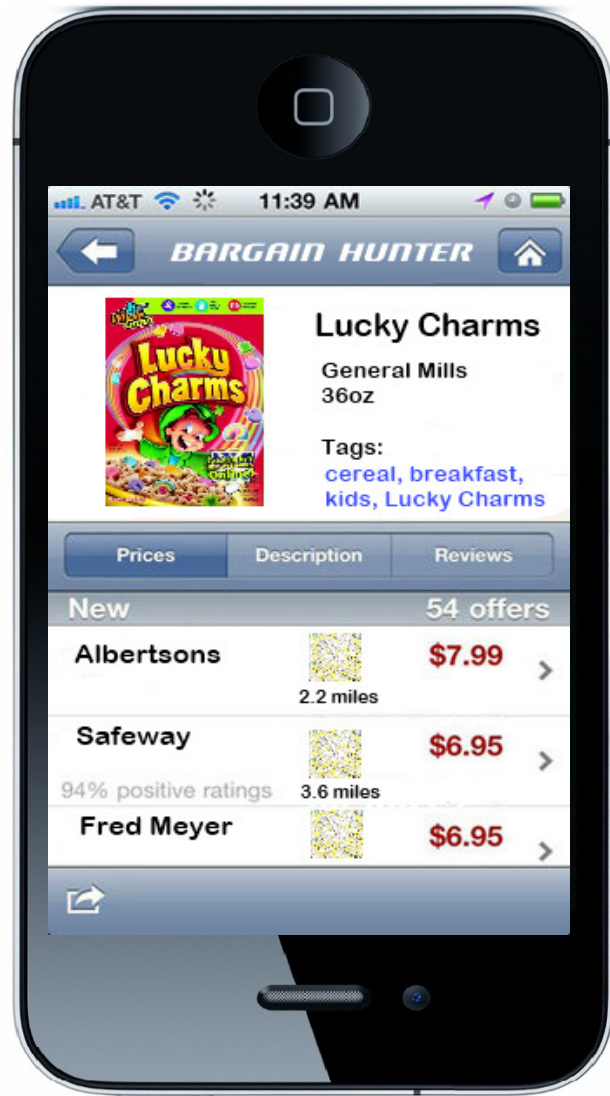 AT&T 11:39 AM
BARGAIN HUNTER
Lucky Charms
Lucky Charms
General Mills
36oz
Tags:
cereal, breakfast,
kids, Lucky Charms
Prices Description Reviews
New 54 offers
Albertsons $7.99
2.2 miles
Safeway $6.95
94% positive ratings 3.6 miles
Fred Meyer $6.95